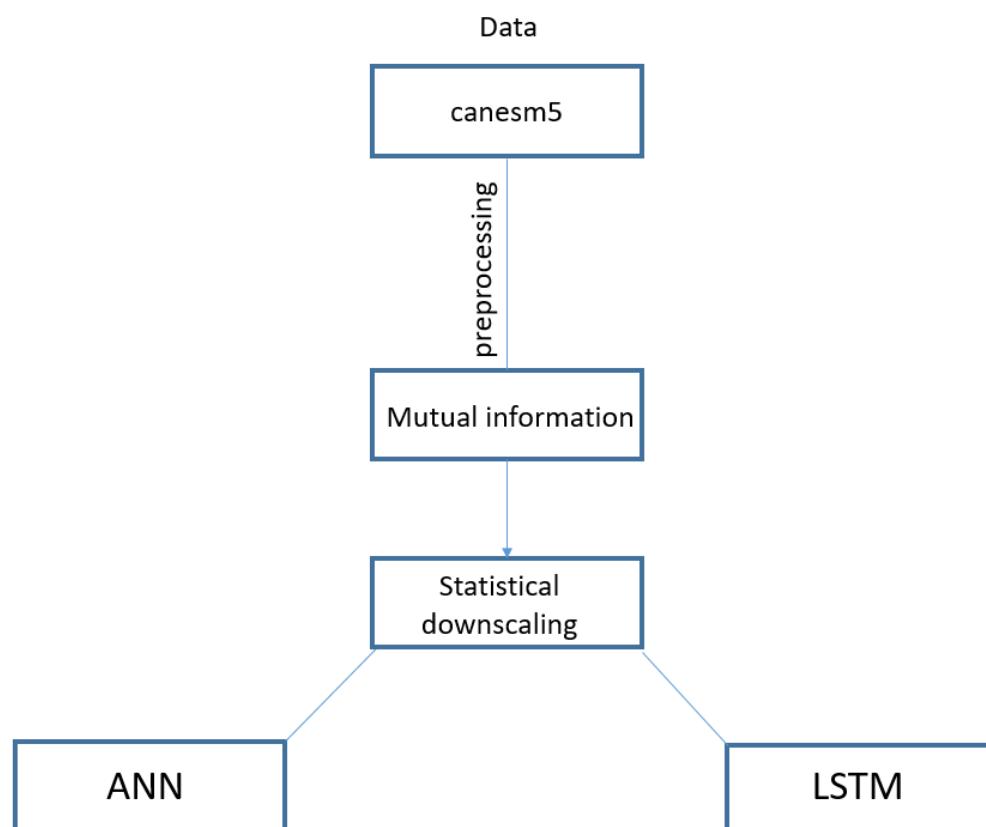 Data
canesm5
preprocessing
Mutual information
Statistical
downscaling
ANN
LSTM